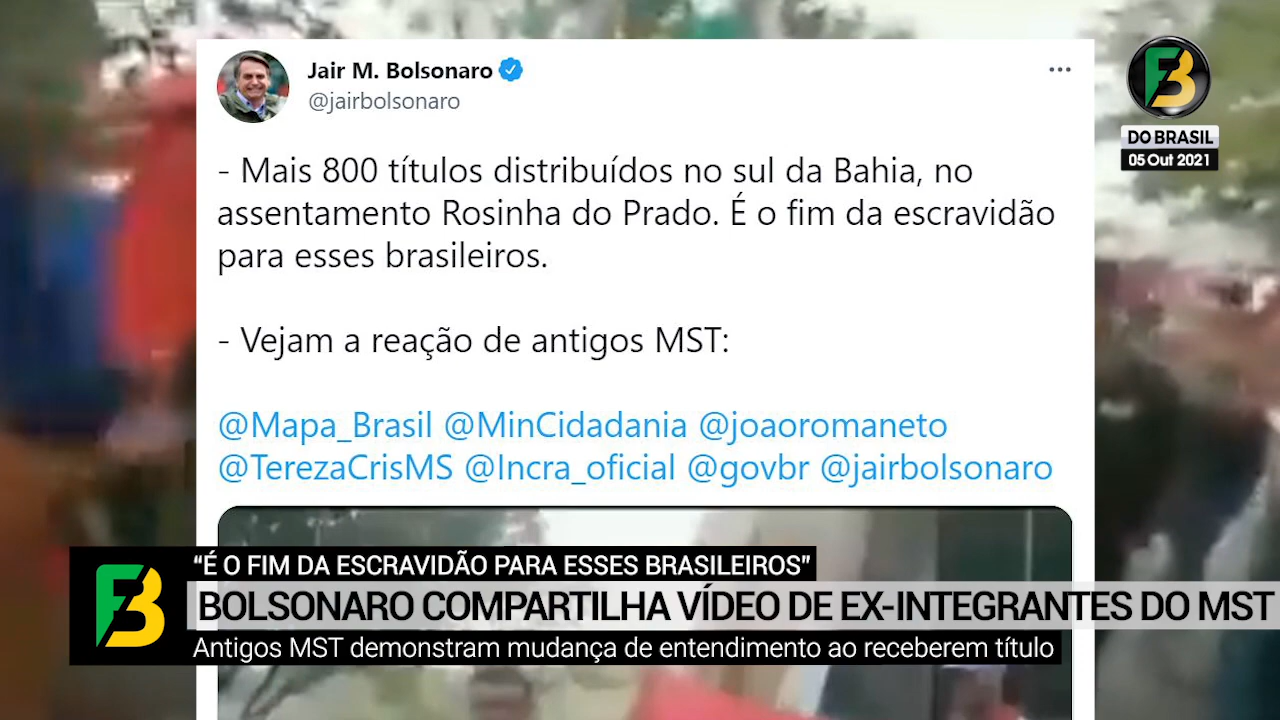 Jair M. Bolsonaro
@jairbolsonaro
- Mais 800 títulos distribuídos no sul da Bahia, no
assentamento Rosinha do Prado. É o fim da escravidão
para esses brasileiros.
- Vejam a reação de antigos MST:
@Mapa_Brasil @MinCidadania @joaoromaneto
@TerezaCrisMS @Incra_oficial @govbr @jairbolsonaro
FB
DO BRASIL
05 Out 2021
FB
“É O FIM DA ESCRAVIDÃO PARA ESSES BRASILEIROS”
BOLSONARO COMPARTILHA VÍDEO DE EX-INTEGRANTES DO MST
Antigos MST demonstram mudança de entendimento ao receberem título